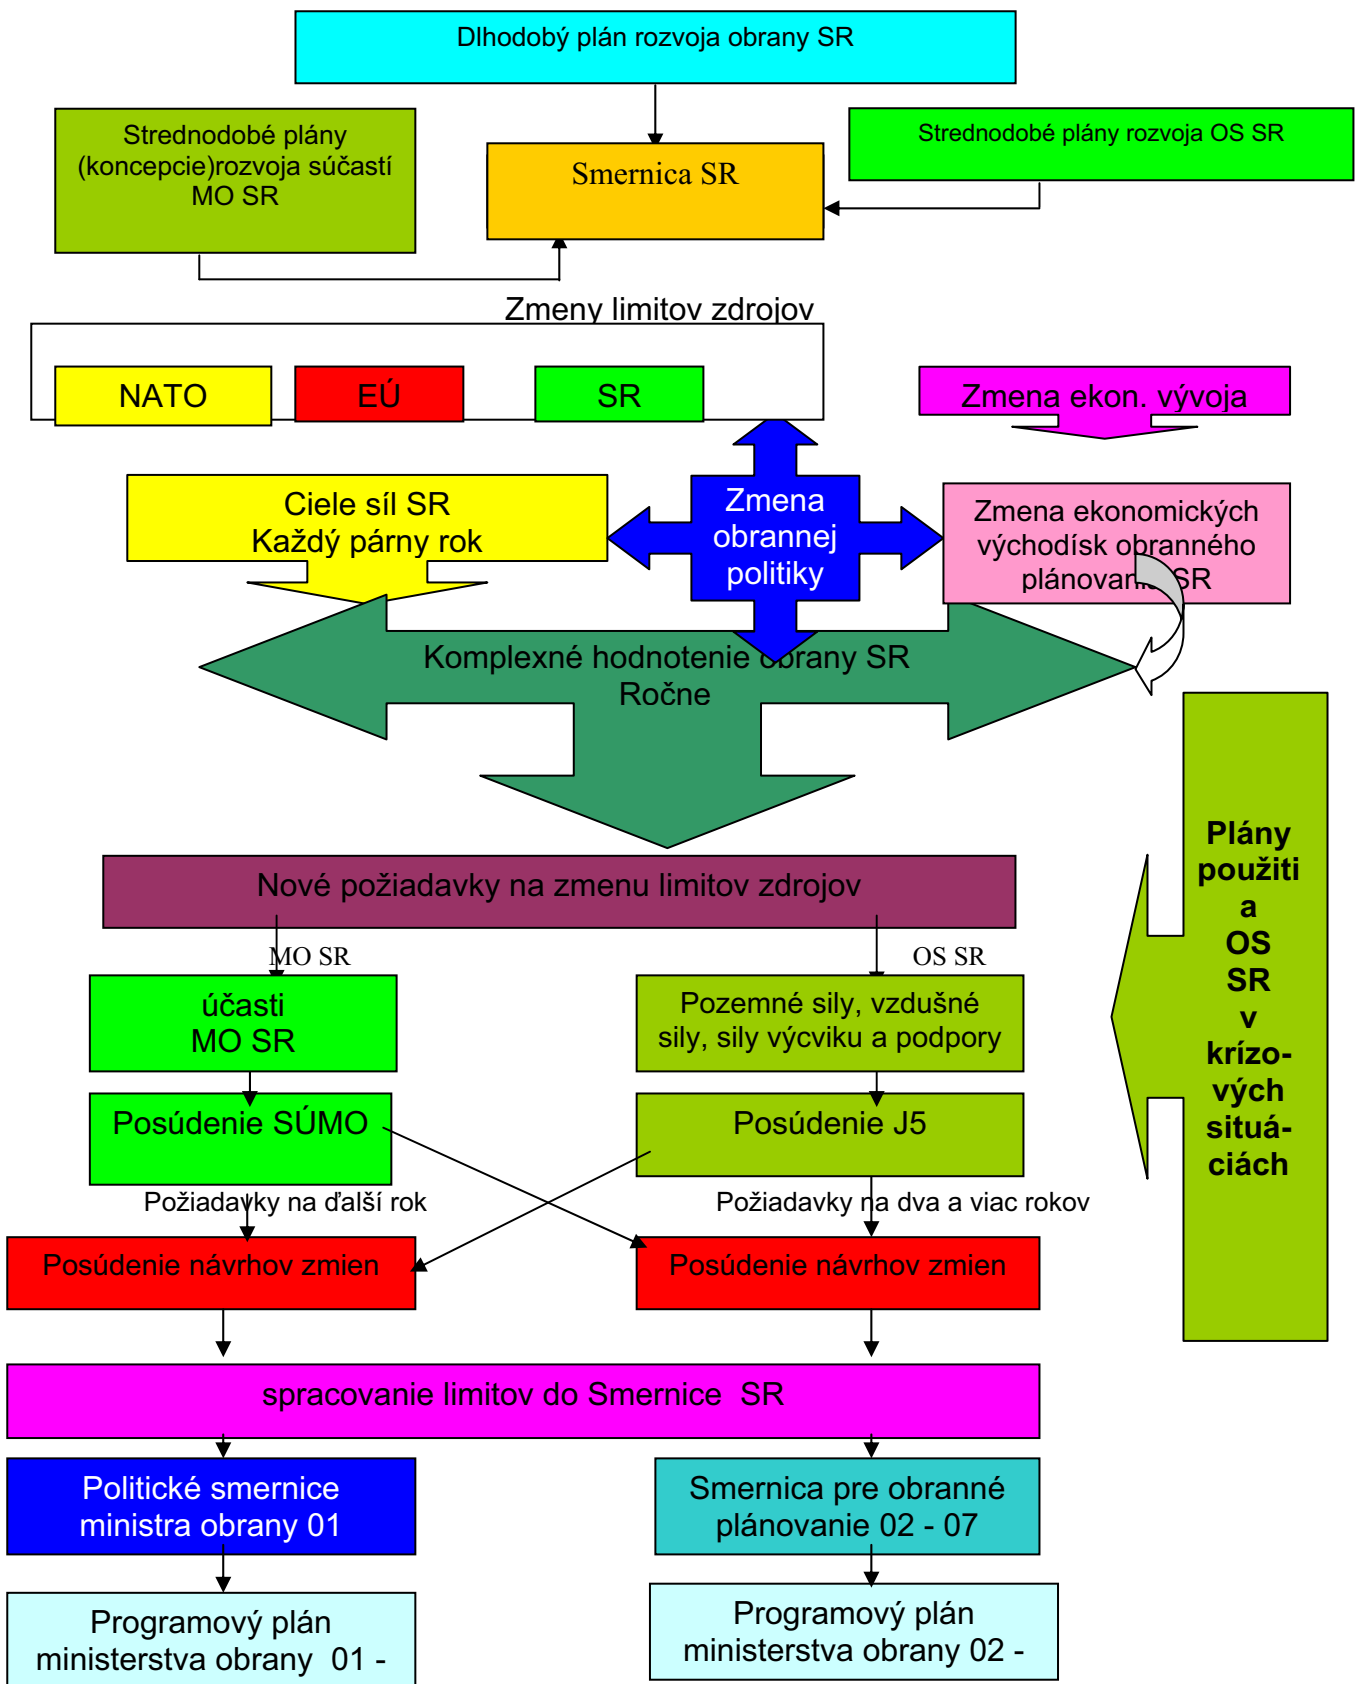 Dlhodobý plán rozvoja obrany SR
Strednodobé plány
(koncepcie)rozvoja súčastí
MO SR
Smernica SR
Strednodobé plány rozvoja OS SR
Zmeny limitov zdrojov
NATO
EÚ
SR
Zmena ekon. vývoja
Ciele síl SR
Každý párny rok
Zmena
obrannej
politiky
Zmena ekonomických
východísk obranného
plánovania SR
Komplexné hodnotenie obrany SR
Ročne
Plány
použiti
a
OS
SR
v
krízo-
vých
situá-
ciách
Nové požiadavky na zmenu limitov zdrojov
MO SR
OS SR
účasti
MO SR
Pozemné sily, vzdušné
sily, sily výcviku a podpory
Posúdenie SÚMO
Posúdenie J5
Požiadavky na ďalší rok
Požiadavky na dva a viac rokov
Posúdenie návrhov zmien
Posúdenie návrhov zmien
spracovanie limitov do Smernice  SR
Politické smernice
ministra obrany 01
Smernica pre obranné
plánovanie 02 - 07
Programový plán
ministerstva obrany  01 -
Programový plán
ministerstva obrany 02 -